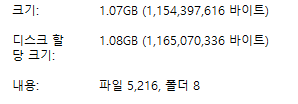 크기: 1.07GB (1,154,397,616 바이트)
디스크 할 1.08GB (1,165,070,336 바이트)
당 크기:
내용: 파일 5,216, 폴더 8